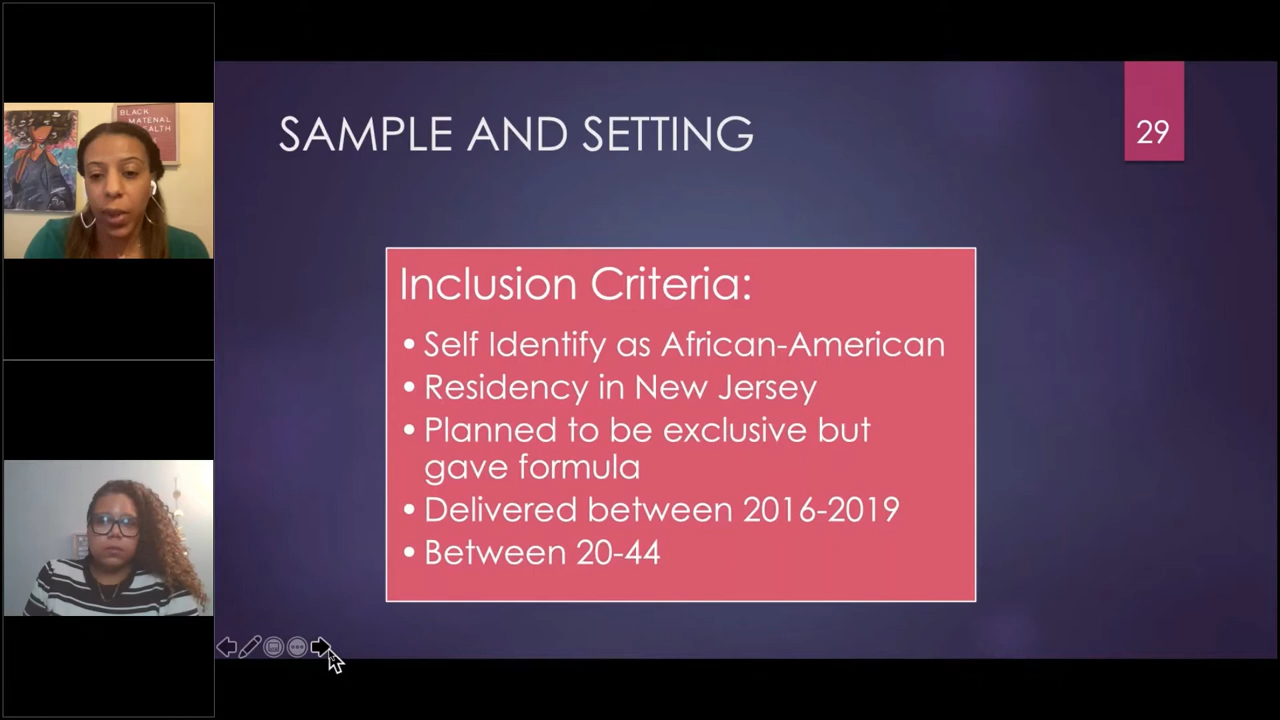 BLACK
MATENAL
SAMPLE AND SETTING
29
Inclusion Criteria:
• Self Identify as African-American
• Residency in New Jersey
• Planned to be exclusive but
gave formula
• Delivered between 2016-2019
• Between 20-44